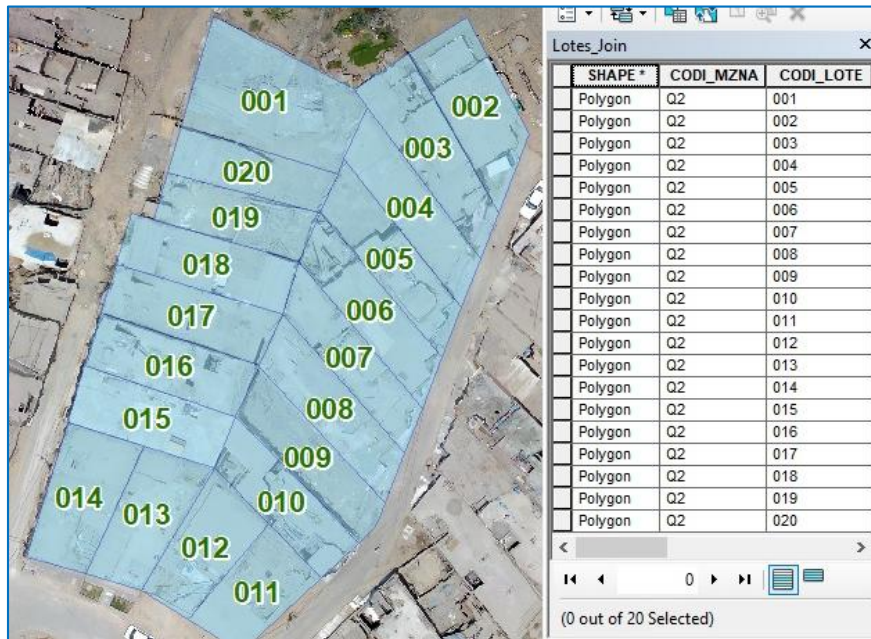 Lotes_Join
SHAPE * CODI_MZNA CODI_LOTE
Polygon Q2 001
Polygon Q2 002
Polygon Q2 003
Polygon Q2 004
Polygon Q2 005
Polygon Q2 006
Polygon Q2 007
Polygon Q2 008
Polygon Q2 009
Polygon Q2 010
Polygon Q2 011
Polygon Q2 012
Polygon Q2 013
Polygon Q2 014
Polygon Q2 015
Polygon Q2 016
Polygon Q2 017
Polygon Q2 018
Polygon Q2 019
Polygon Q2 020
0
(0 out of 20 Selected)
001
002
003
020
004
019
005
018
006
017
007
016
008
015
009
010
014
013
012
011